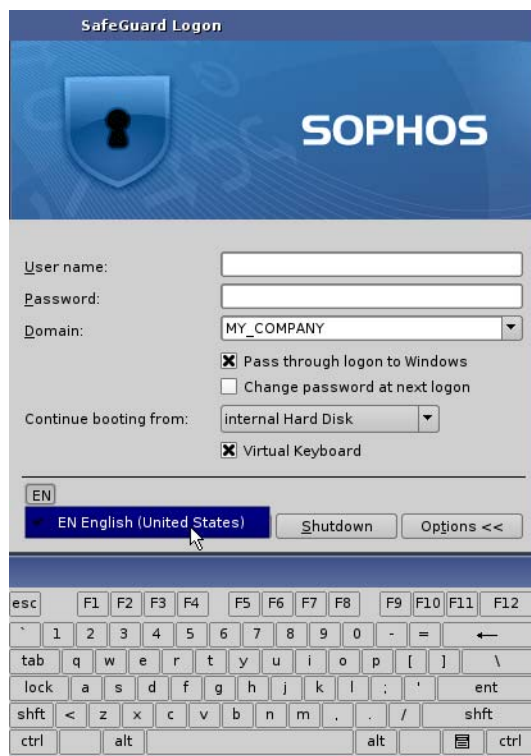 SafeGuard Logon
SOPHOS
User name:
Password:
Domain: MY_COMPANY
Pass through logon to Windows
Change password at next logon
Continue booting from: internal Hard Disk
Virtual Keyboard
EN
EN English (United States) Shutdown Options <<
esc F1 F2 F3 F4 F5 F6 F7 F8 F9 F10 F11 F12
` 1 2 3 4 5 6 7 8 9 0 - = ←
tab q w e r t y u i o p [ ] \
lock a s d f g h j k l ; ' ent
shft < z x c v b n m , . / shft
ctrl alt alt ctrl